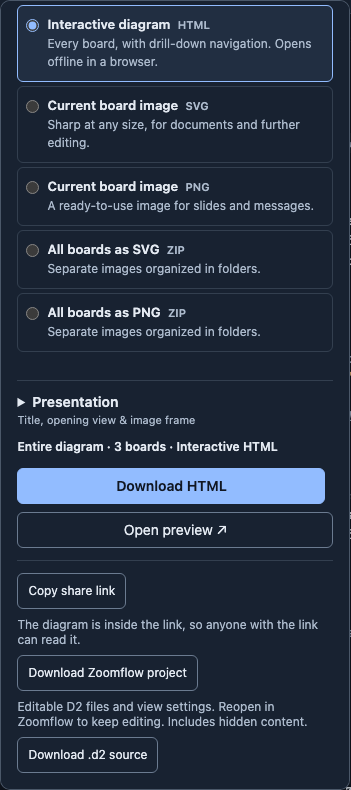 Interactive diagram HTML
Every board, with drill-down navigation. Opens
offline in a browser.
Current board image SVG
Sharp at any size, for documents and further
editing.
Current board image PNG
A ready-to-use image for slides and messages.
All boards as SVG ZIP
Separate images organized in folders.
All boards as PNG ZIP
Separate images organized in folders.
Presentation
Title, opening view & image frame
Entire diagram · 3 boards · Interactive HTML
Download HTML
Open preview ↗
Copy share link
The diagram is inside the link, so anyone with the link
can read it.
Download Zoomflow project
Editable D2 files and view settings. Reopen in
Zoomflow to keep editing. Includes hidden content.
Download .d2 source